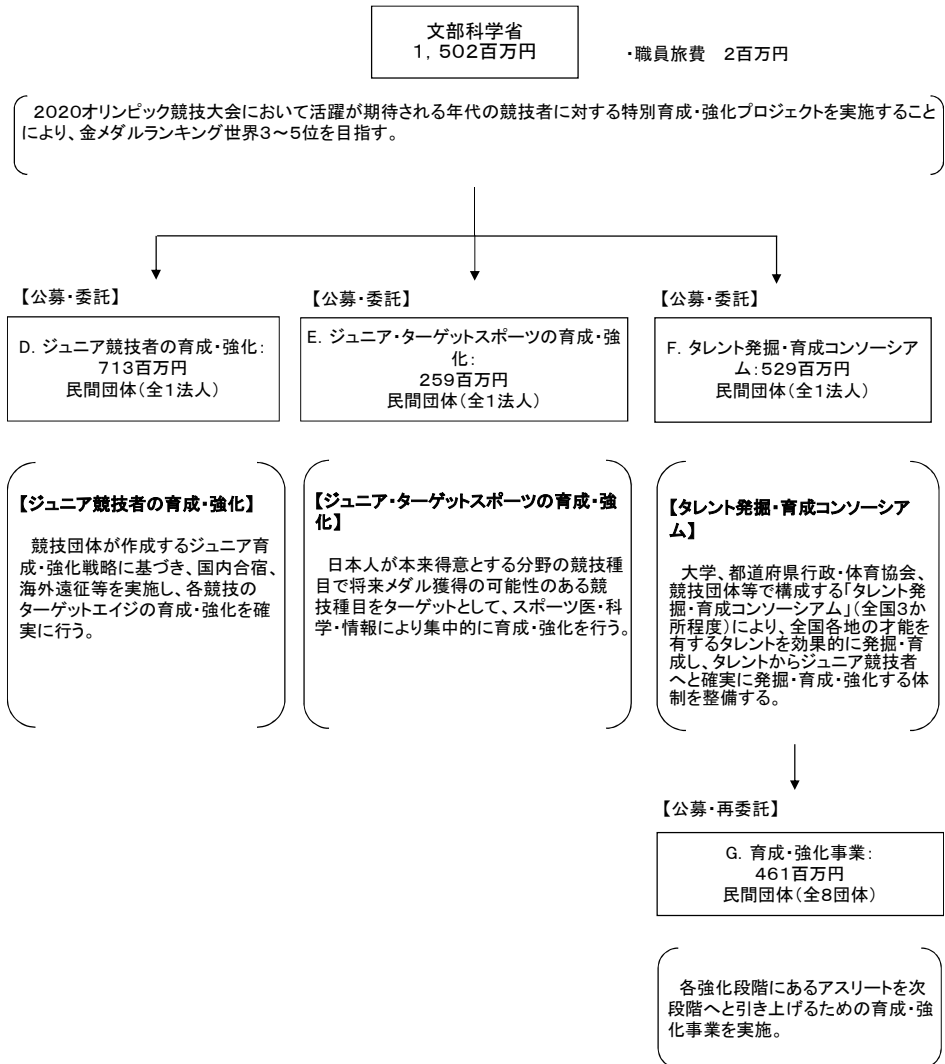 文部科学省
1,502百万円
・職員旅費　2百万円
2020オリンピック競技大会において活躍が期待される年代の競技者に対する特別育成・強化プロジェクトを実施すること
により、金メダルランキング世界3～5位を目指す。
【公募・委託】
D. ジュニア競技者の育成・強化:
713百万円
民間団体(全1法人)
【公募・委託】
E. ジュニア・ターゲットスポーツの育成・強
化:
259百万円
民間団体(全1法人)
【公募・委託】
F. タレント発掘・育成コンソーシア
ム:529百万円
民間団体(全1法人)
【ジュニア競技者の育成・強化】
競技団体が作成するジュニア育
成・強化戦略に基づき、国内合宿、
海外遠征等を実施し、各競技の
ターゲットエイジの育成・強化を確
実に行う。
【ジュニア・ターゲットスポーツの育成・強
化】
日本人が本来得意とする分野の競技種
目で将来メダル獲得の可能性のある競
技種目をターゲットとして、スポーツ医・科
学・情報により集中的に育成・強化を行う。
【タレント発掘・育成コンソーシア
ム】
大学、都道府県行政・体育協会、
競技団体等で構成する「タレント発
掘・育成コンソーシアム」(全国3か
所程度)により、全国各地の才能を
有するタレントを効果的に発掘・育
成し、タレントからジュニア競技者
へと確実に発掘・育成・強化する体
制を整備する。
【公募・再委託】
G. 育成・強化事業:
461百万円
民間団体(全8団体)
各強化段階にあるアスリートを次
段階へと引き上げるための育成・強
化事業を実施。